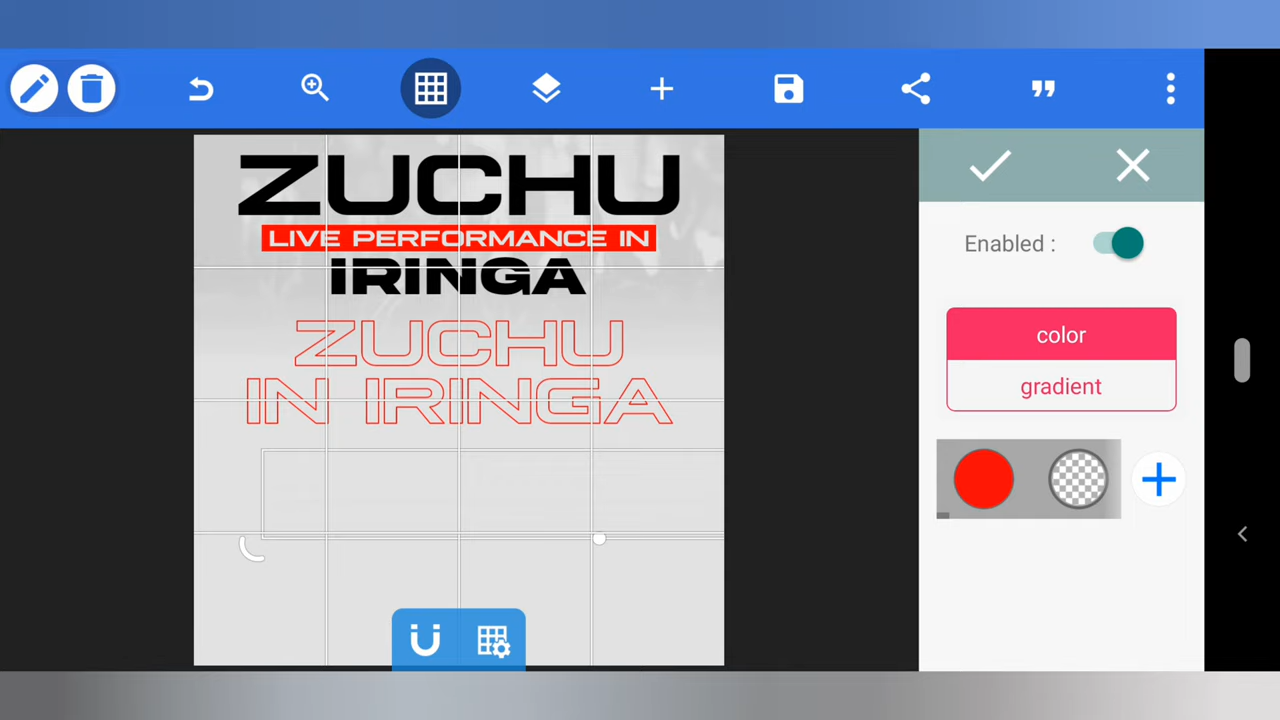 ZUCHU
LIVE PERFORMANCE IN
IRINGA
ZUCHU
IN IRINGA
Enabled :
color
gradient